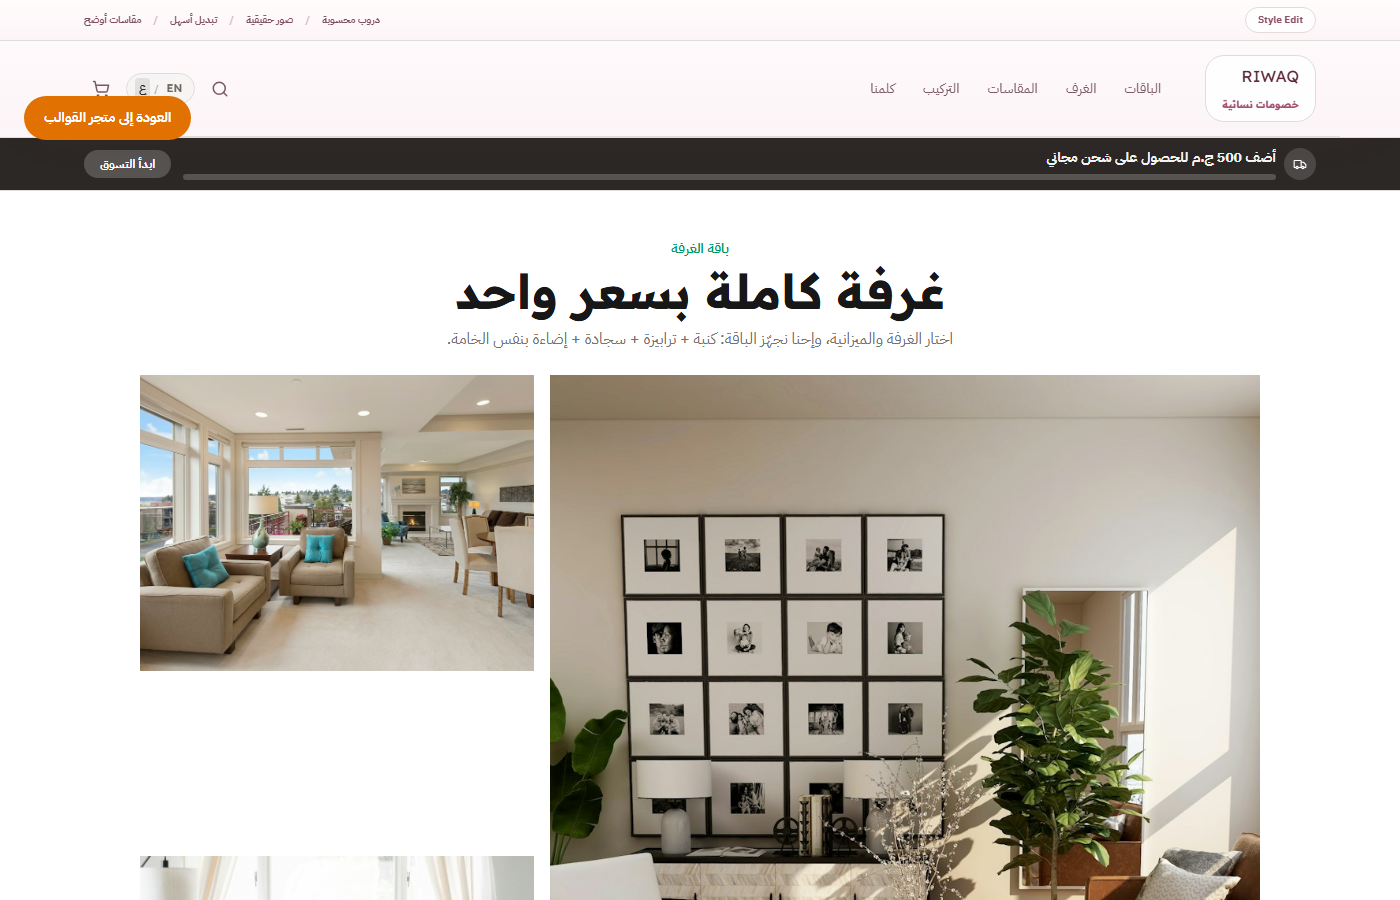 Style Edit
دروب محسوبة / صور حقيقية / تبديل أسهل / مقاسات أوضح
RIWAQ
خصومات نسائية
الباقات الغرف المقاسات التركيب كلمنا
ع / EN
العودة إلى متجر القوالب
أضف 500 ج.م للحصول على شحن مجاني
ابدأ التسوق
باقة الغرفة
غرفة كاملة بسعر واحد
اختار الغرفة والميزانية، وإحنا نجهّز الباقة: كنبة + ترابيزة + سجادة + إضاءة بنفس الخامة.